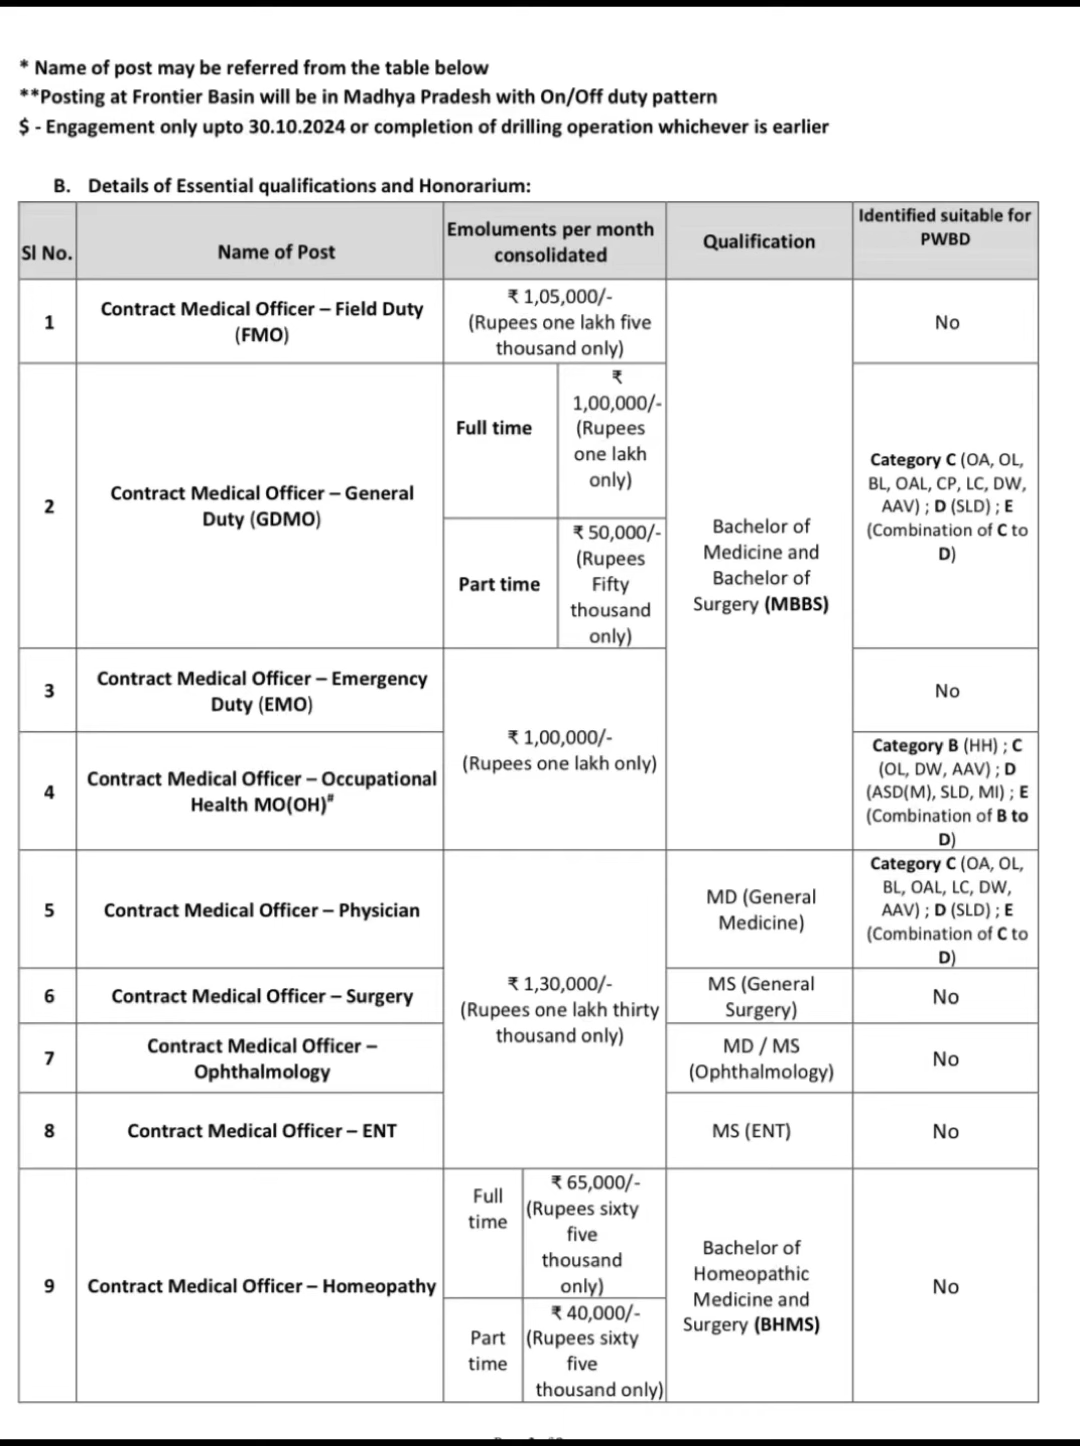 * Name of post may be referred from the table below
**Posting at Frontier Basin will be in Madhya Pradesh with On/Off duty pattern
$ - Engagement only upto 30.10.2024 or completion of drilling operation whichever is earlier
B. Details of Essential qualifications and Honorarium:
Sl No.
Name of Post
Emoluments per month
consolidated
Qualification
Identified suitable for
PWBD
1
Contract Medical Officer – Field Duty
(FMO)
₹ 1,05,000/-
(Rupees one lakh five
thousand only)
Bachelor of
Medicine and
Bachelor of
Surgery (MBBS)
No
2
Contract Medical Officer – General
Duty (GDMO)
Full time
₹
1,00,000/-
(Rupees
one lakh
only)
Part time
₹ 50,000/-
(Rupees
Fifty
thousand
only)
Category C (OA, OL,
BL, OAL, CP, LC, DW,
AAV) ; D (SLD) ; E
(Combination of C to
D)
3
Contract Medical Officer – Emergency
Duty (EMO)
₹ 1,00,000/-
(Rupees one lakh only)
No
4
Contract Medical Officer – Occupational
Health MO(OH)#
Category B (HH) ; C
(OL, DW, AAV) ; D
(ASD(M), SLD, MI) ; E
(Combination of B to
D)
5
Contract Medical Officer – Physician
₹ 1,30,000/-
(Rupees one lakh thirty
thousand only)
MD (General
Medicine)
Category C (OA, OL,
BL, OAL, LC, DW,
AAV) ; D (SLD) ; E
(Combination of C to
D)
6
Contract Medical Officer – Surgery
MS (General
Surgery)
No
7
Contract Medical Officer –
Ophthalmology
MD / MS
(Ophthalmology)
No
8
Contract Medical Officer – ENT
MS (ENT)
No
9
Contract Medical Officer – Homeopathy
Full
time
₹ 65,000/-
(Rupees sixty
five
thousand
only)
Part
time
₹ 40,000/-
(Rupees sixty
five
thousand only)
Bachelor of
Homeopathic
Medicine and
Surgery (BHMS)
No